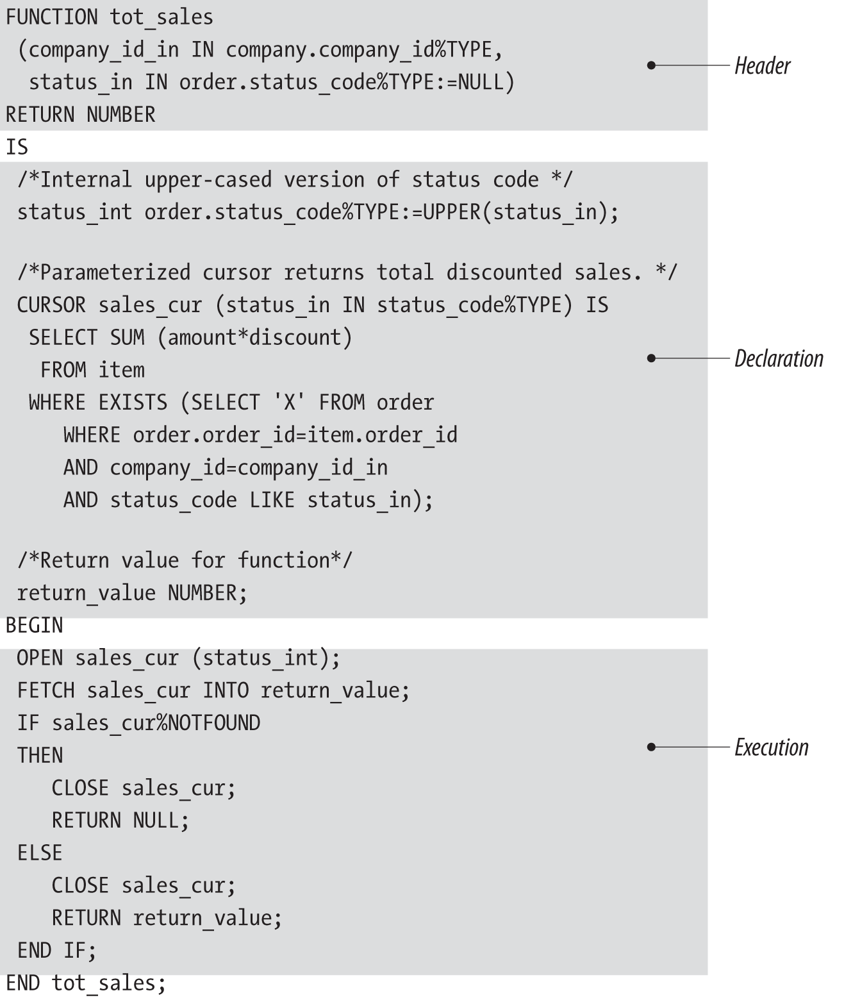 FUNCTION tot_sales
(company_id_in IN company.company_id%TYPE,
status_in IN order.status_code%TYPE:=NULL)
Header
RETURN NUMBER
IS
/*Internal upper-cased version of status code */
status_int order.status_code%TYPE:=UPPER(status_in);
/*Parameterized cursor returns total discounted sales. */
CURSOR sales_cur (status_in IN status_code%TYPE) IS
SELECT SUM (amount*discount)
Declaration
FROM item
WHERE EXISTS (SELECT 'X' FROM order
WHERE order.order_id=item.order_id
AND company_id=company_id_in
AND status_code LIKE status_in);
/*Return value for function*/
return_value NUMBER;
BEGIN
OPEN sales_cur (status_int);
FETCH sales_cur INTO return_value;
IF sales_cur%NOTFOUND
Execution
THEN
CLOSE sales_cur;
RETURN NULL;
ELSE
CLOSE sales_cur;
RETURN return_value;
END IF;
END tot_sales;